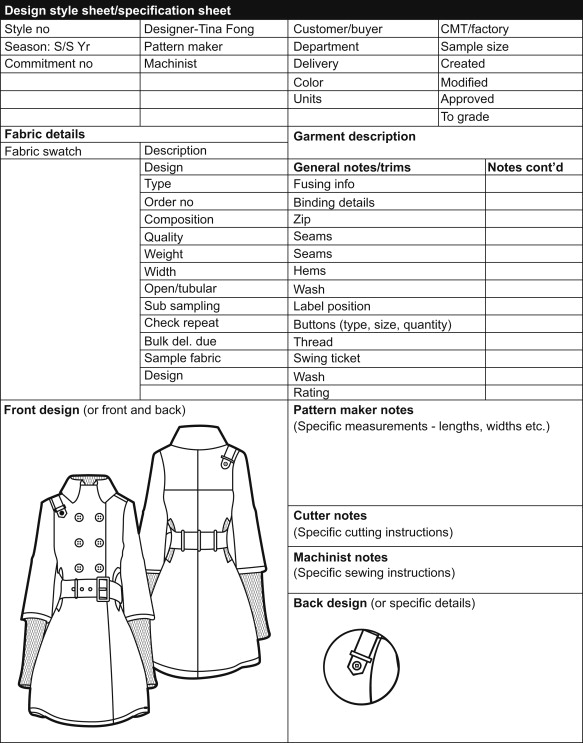 Design style sheet/specification sheet
Style no
Designer-Tina Fong
Customer/buyer
CMT/factory
Season: S/S Yr
Pattern maker
Department
Sample size
Commitment no
Machinist
Delivery
Created
Color
Modified
Units
Approved
To grade
Fabric details
Garment description
Fabric swatch
Description
Design
General notes/trims
Notes cont’d
Type
Fusing info
Order no
Binding details
Composition
Zip
Quality
Seams
Weight
Seams
Width
Hems
Open/tubular
Wash
Sub sampling
Label position
Check repeat
Buttons (type, size, quantity)
Bulk del. due
Thread
Sample fabric
Swing ticket
Design
Wash
Rating
Front design (or front and back)
Pattern maker notes
(Specific measurements - lengths, widths etc.)
Cutter notes
(Specific cutting instructions)
Machinist notes
(Specific sewing instructions)
Back design (or specific details)